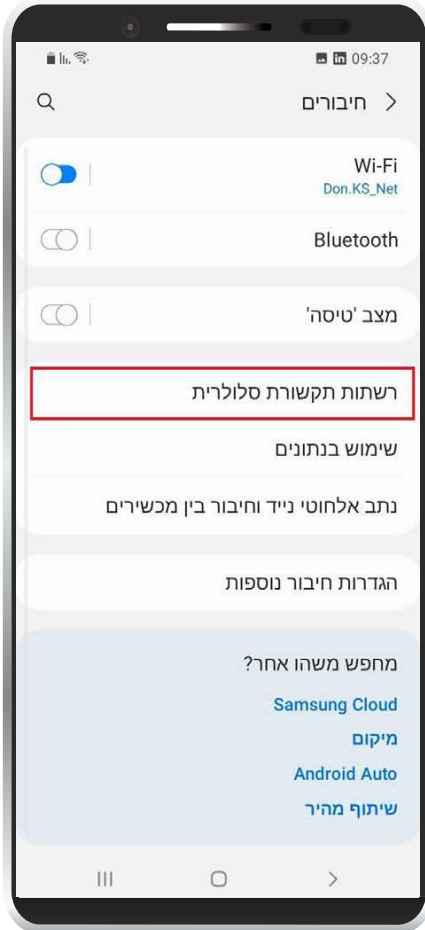 09:37
חיבורים
Wi-Fi
Don.KS_Net
Bluetooth
מצב 'טיסה'
רשתות תקשורת סלולרית
שימוש בנתונים
נתב אלחוטי נייד וחיבור בין מכשירים
הגדרות חיבור נוספות
מחפש משהו אחר?
Samsung Cloud
מיקום
Android Auto
שיתוף מהיר